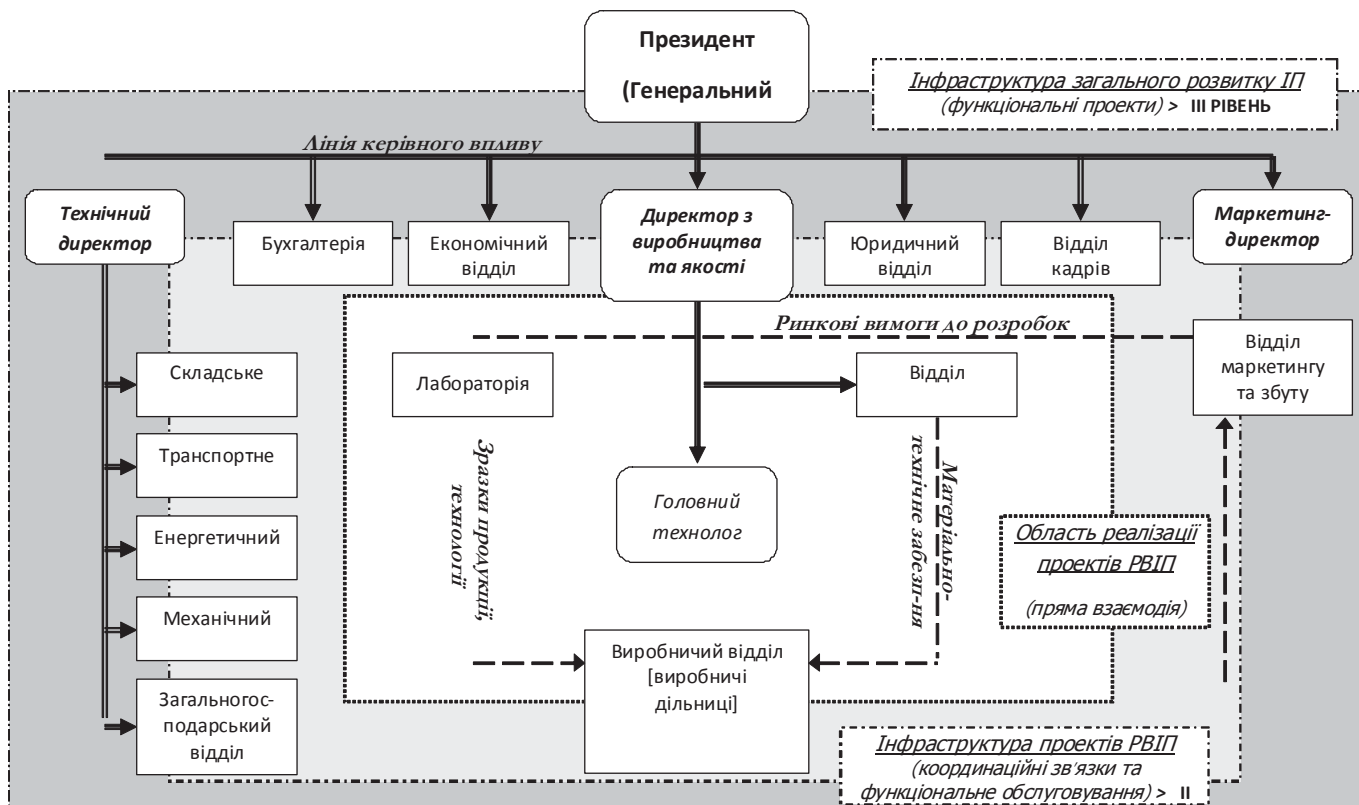 Президент
(Генеральний
Інфраструктура загального розвитку ІП
(функціональні проекти) > III РІВЕНЬ
Лінія керівного впливу
Технічний
директор
Бухгалтерія
Економічний
відділ
Директор з
виробництва
та якості
Юридичний
відділ
Відділ
кадрів
Маркетинг-
директор
Ринкові вимоги до розробок
Складське
Лабораторія
Відділ
Відділ
маркетингу
та збуту
Транспортне
Зразки продукції,
технології
Головний
технолог
Матеріально-
технічне забезп-ня
Енергетичний
Область реалізації
проектів РВІП
(пряма взаємодія)
Механічний
Виробничий відділ
[виробничі
дільниці]
Загальногос-
подарський
відділ
Інфраструктура проектів РВІП
(координаційні зв'язки та
функціональне обслуговування) > II